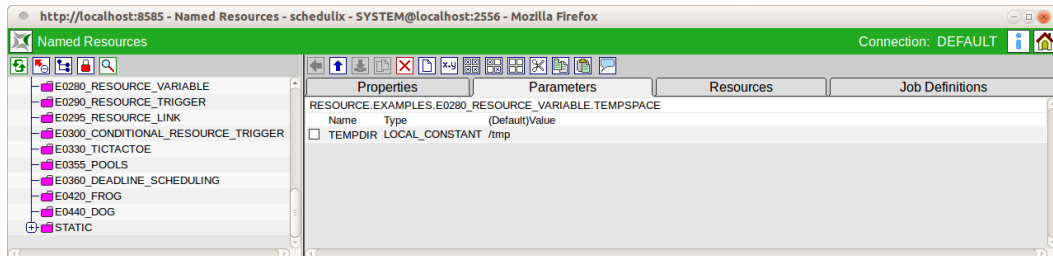 http://localhost:8585 - Named Resources - schedulix - SYSTEM@localhost:2556 - Mozilla Firefox
Named Resources
Connection: DEFAULT
E0280_RESOURCE_VARIABLE
E0290_RESOURCE_TRIGGER
E0295_RESOURCE_LINK
E0300_CONDITIONAL_RESOURCE_TRIGGER
E0330_TICTACTOE
E0355_POOLS
E0360_DEADLINE_SCHEDULING
E0420_FROG
E0440_DOG
STATIC
x.y
Properties Parameters Resources Job Definitions
RESOURCE.EXAMPLES.E0280_RESOURCE_VARIABLE.TEMPSPACE
Name Type (Default)Value
TEMPDIR LOCAL_CONSTANT /tmp